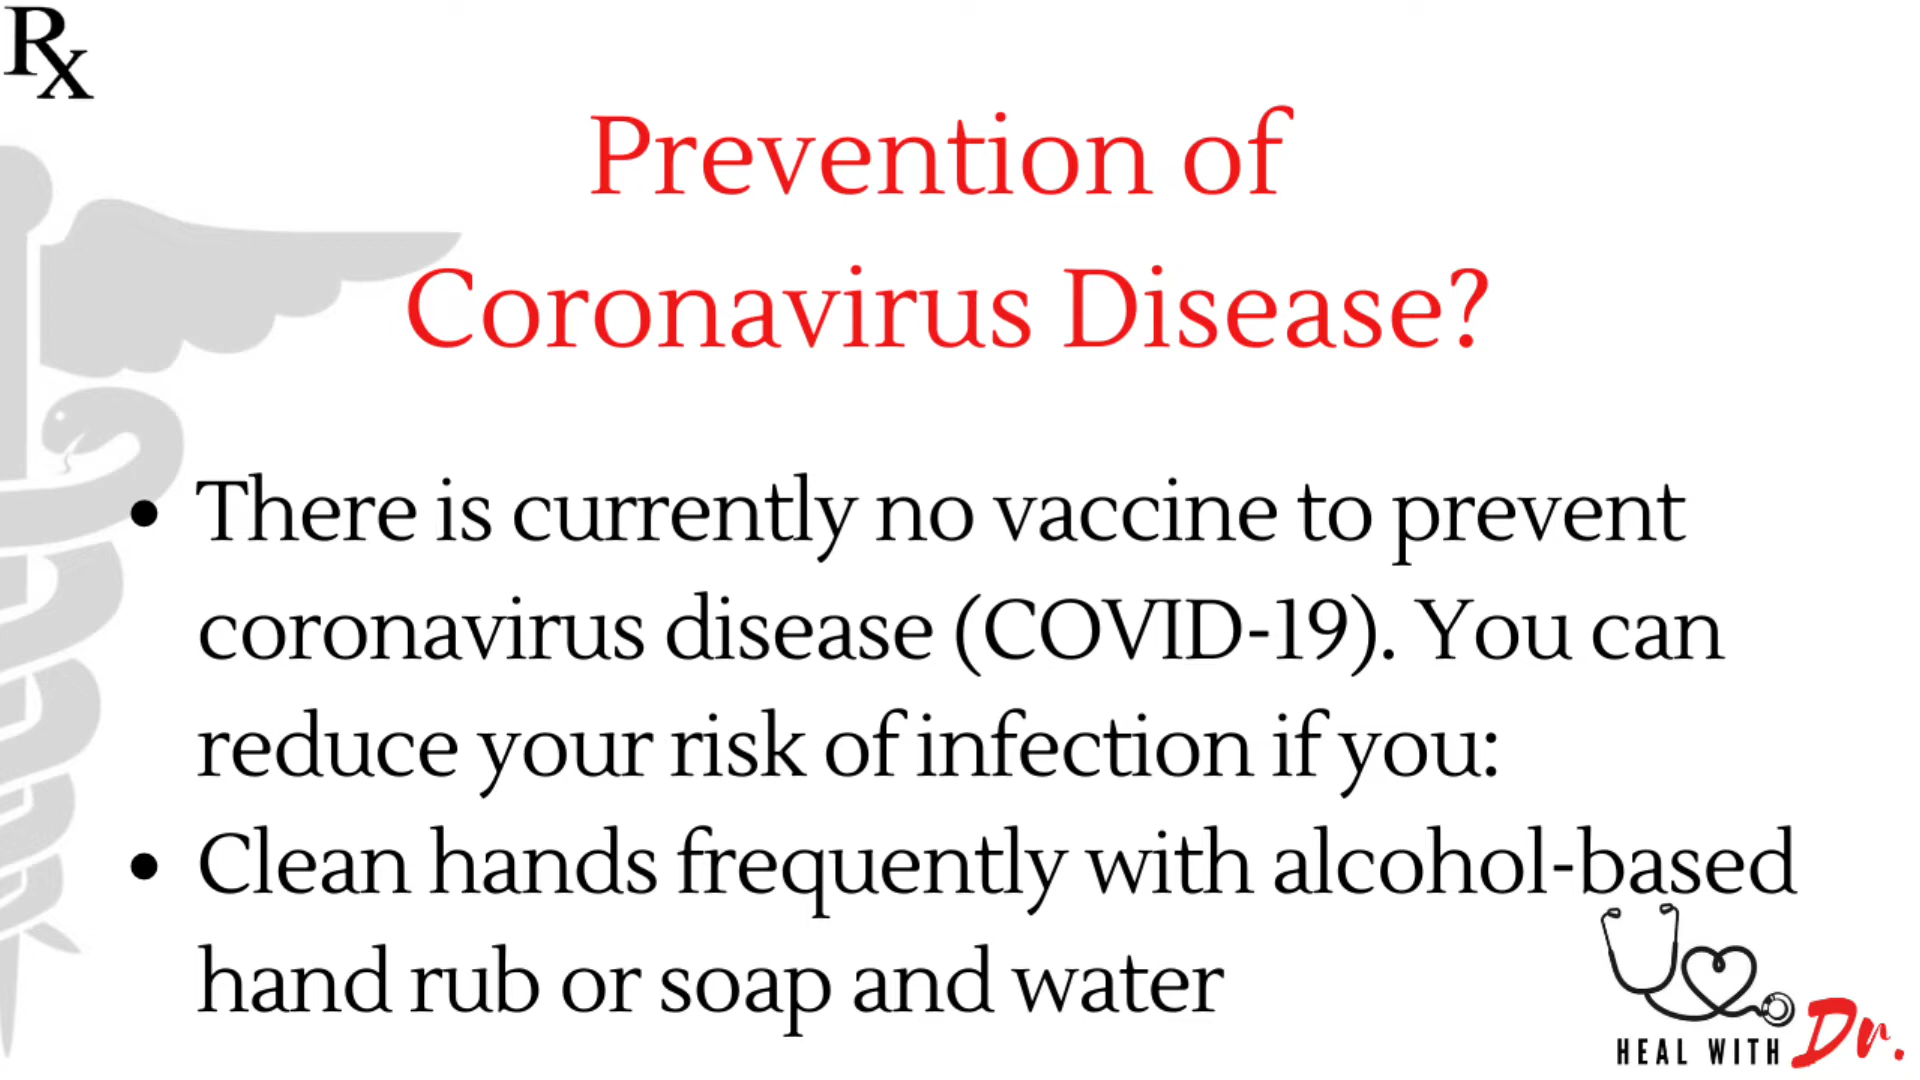 Rx
Prevention of
Coronavirus Disease?
• There is currently no vaccine to prevent
coronavirus disease (COVID-19). You can
reduce your risk of infection if you:
• Clean hands frequently with alcohol-based
hand rub or soap and water
HEAL WITH Dr.